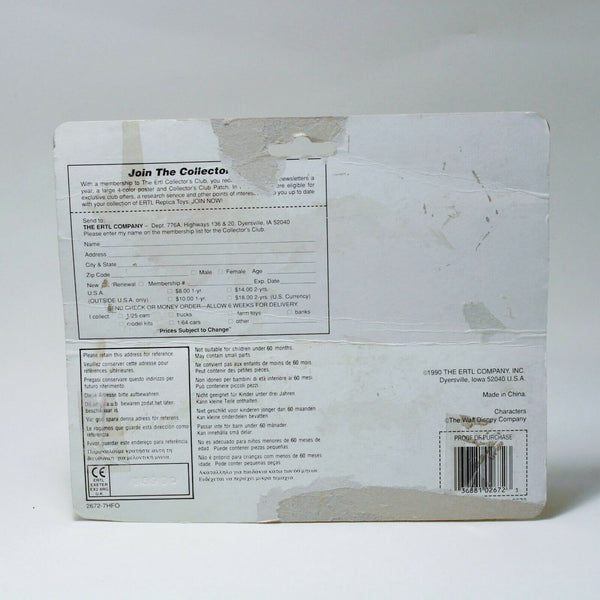 Join The Collector
With a membership to The Ertl Collector's Club, you newsletters a
year, a large 4-color poster and Collector's Club Patch. In are eligible for
exclusive club offers, a research service and other points of interest you up to date
with your collection of ERTL Replica Toys. JOIN NOW!
Send to:
THE ERTL COMPANY - Dept. 776A: Highways 136 & 20, Dyersville, IA 52040
Please enter my name on the membership list for the Collector's Club.
Name
Address
City & State
Zip Code Male Female Age
New Renewal Membership # Exp. Date
U.S.A. $8.00 1-yr. $14.00 2-yrs.
(OUTSIDE U.S.A. only) $10.00 1-yr. $18.00 2-yrs. (U.S. Currency)
SEND CHECK OR MONEY ORDER—ALLOW 6 WEEKS FOR DELIVERY.
I collect: 1/25 cars trucks farm toys banks
model kits 1/64 cars other
"Prices Subject to Change"
Please retain this address for reference
Veuillez conserver cette adresse pour
références ultérieures.
Pregasi conservare questo indirizzo per
futuro riferimento.
Diese Adresse bitte aufbewahren
bewaren zodat het later
beschikbaar is.
Var god spara denna adress för referens.
Le rogamos que guarde esta dirección como
referencia.
Fuvor, guardar este endereço para referência
CE
ERTL
EXETER
EX2 8RG
U.K.
2672-7HFO
Not suitable for children under 60 months.
May contain small parts.
Ne convient pas aux enfants de moins de 60 mois.
Peut contenir des petites pièces.
Non idoneo per bambini di età inferiore ai 60 mesi
Può contenere piccoli pezzi.
Nicht geeignet für Kinder unter drei Jahren
Kann kleine Teile enthalten.
Niet geschikt voor kinderen jonger dan 60 maanden
Kan kleine onderdelen bevatten
Passar inte for barn under 60 månader.
Kan innehålla små delar.
No es adecuado para niños menores de 60 meses de
edad. Puede contener piezas pequeñas.
Não é próprio para crianças com menos de 60 meses
idade. Pode conter pequenas peças.
©1990 THE ERTL COMPANY, INC.
Dyersville, Iowa 52040 U.S.A.
Made in China.
Characters
©The Walt Disney Company
PROOF OF PURCHASE
36881 02672